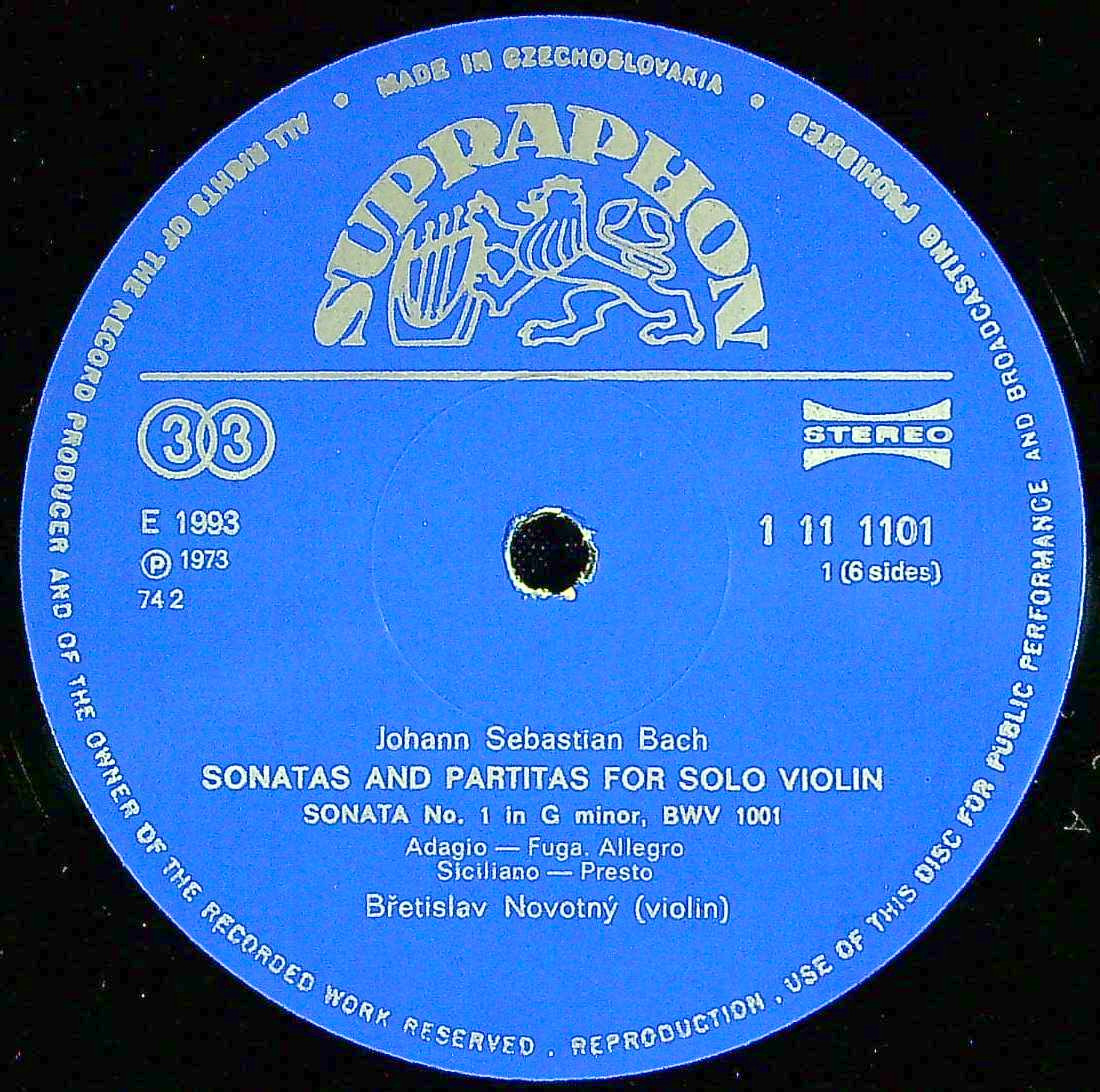 ALL RIGHTS OF THE RECORD PRODUCER AND OF THE OWNER OF THE RECORDED WORK RESERVED . REPRODUCTION . USE OF THIS DISC FOR PUBLIC PERFORMANCE AND BROADCASTING PROHIBITED • MADE IN CZECHOSLOVAKIA •
SUPRAPHON
33
STEREO
E 1993
Ⓟ 1973
74 2
1 11 1101
1 (6 sides)
Johann Sebastian Bach
SONATAS AND PARTITAS FOR SOLO VIOLIN
SONATA No. 1 in G minor, BWV 1001
Adagio — Fuga. Allegro
Siciliano — Presto
Břetislav Novotný (violin)